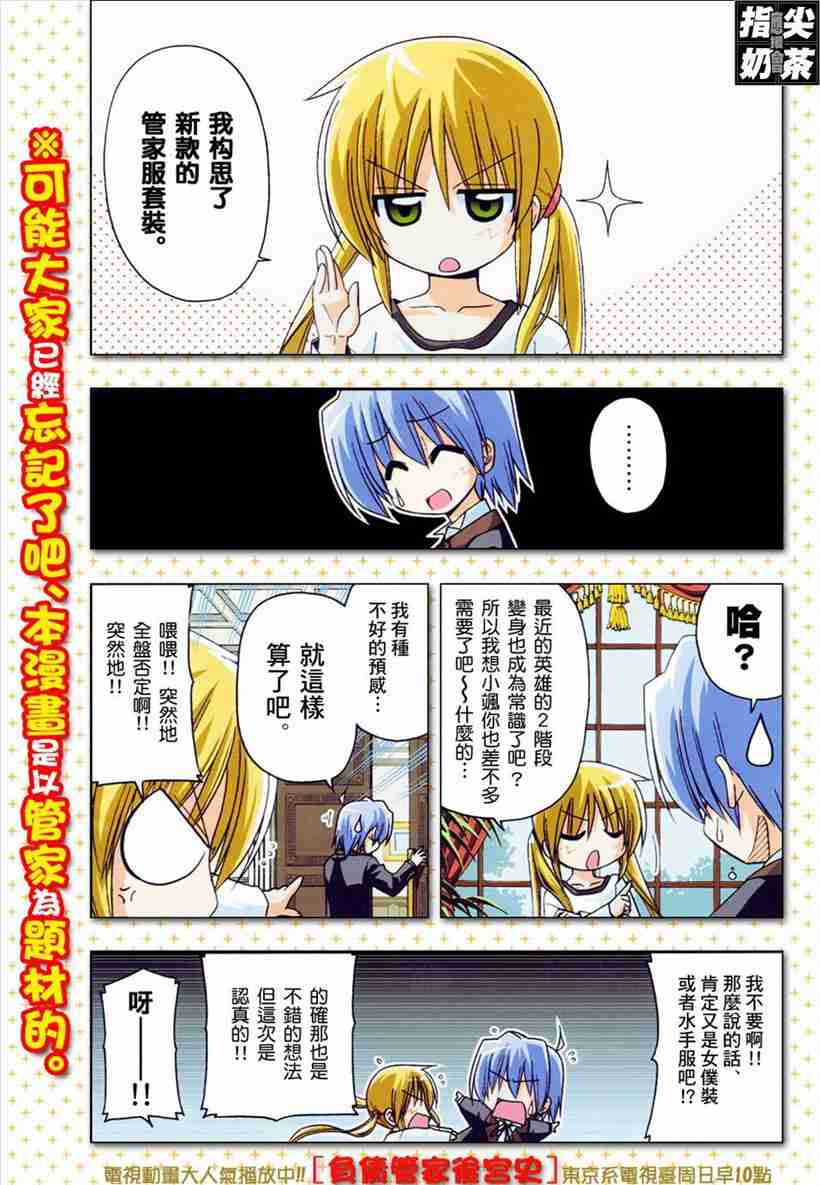 指尖
奶茶
※可能大家已經忘記了吧、本漫畫是以管家為題材的。
我构思了
新款的
管家服套裝。
………
哈？
最近的英雄的2階段
變身也成為常識了吧？
所以我想小颯你也差不多
需要了吧～什麼的…
我有種
不好的預感…
就這樣
算了吧。
喂喂!! 突然地
全盤否定啊!!
突然地!!
我不要啊!!
那麼說的話、
肯定又是女僕裝
或者水手服吧!?
的確那也是
不錯的想法
但這次是
認真的!!
呀——!!
電視動畫大人氣播放中!!［負債管家後宮史］東京系電視臺周日早10點